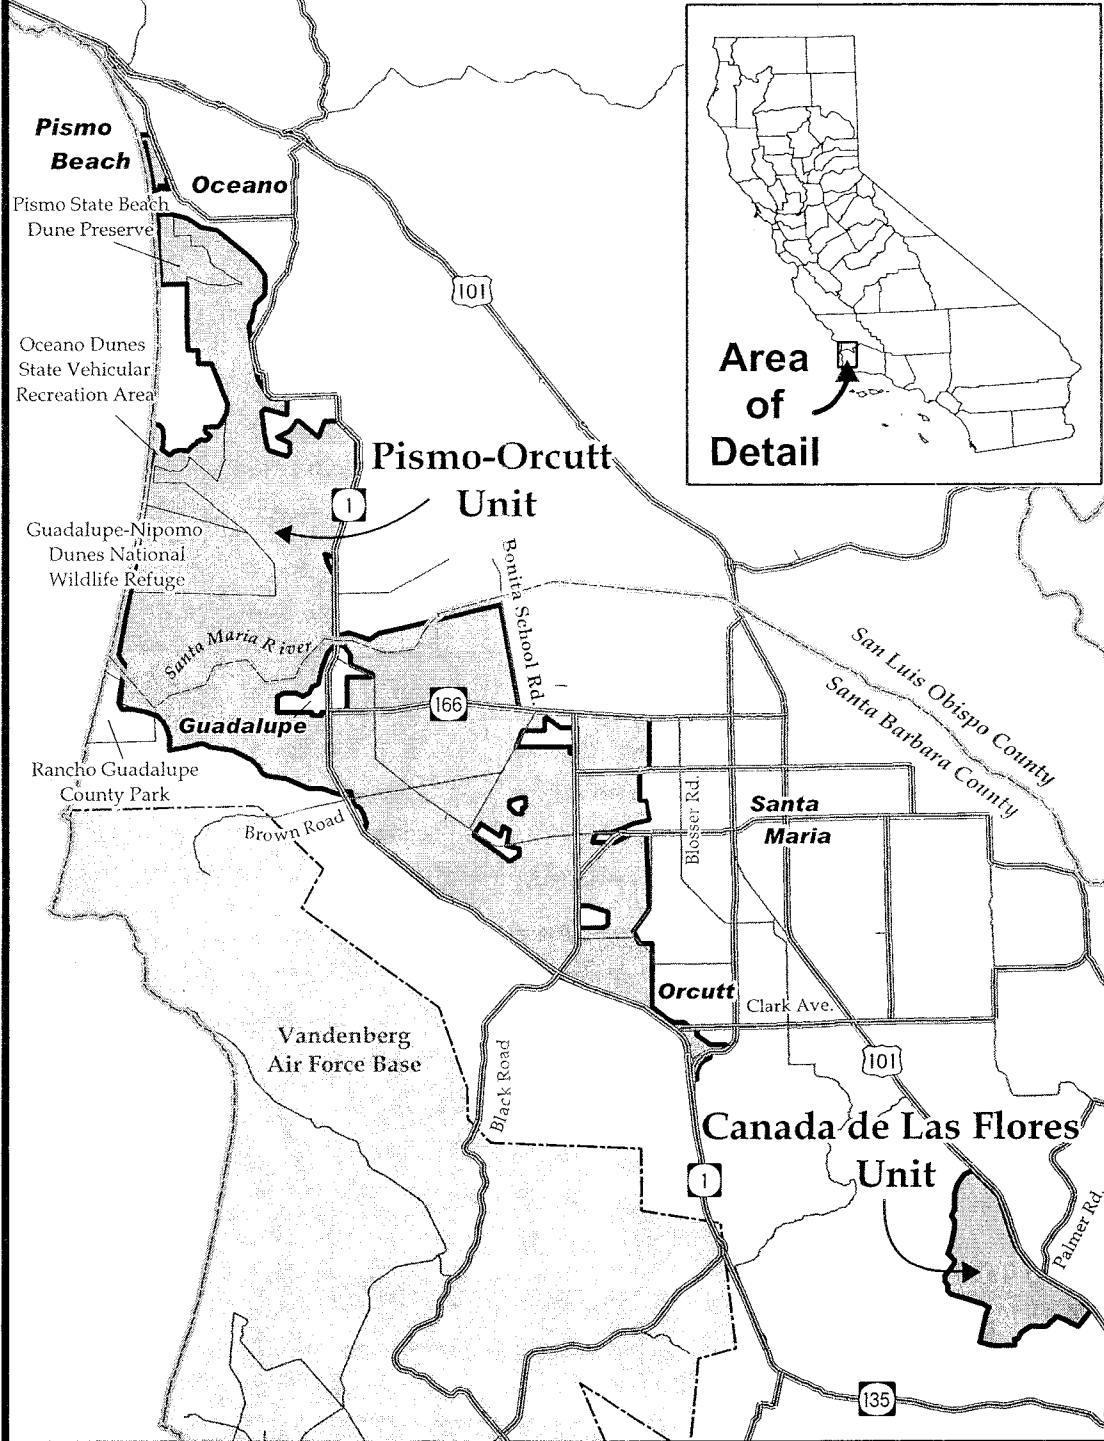 Pismo
Beach
Oceano
Pismo State Beach
Dune Preserve
101
Oceano Dunes
State Vehicular
Recreation Area
Area
of
Detail
Pismo-Orcutt
Unit
1
Guadalupe-Nipomo
Dunes National
Wildlife Refuge
Bonita School Rd.
Santa Maria River
San Luis Obispo County
Santa Barbara County
166
Guadalupe
Rancho Guadalupe
County Park
Brown Road
Blosser Rd.
Santa
Maria
Orcutt
Clark Ave.
Vandenberg
Air Force Base
Black Road
101
Canada de Las Flores
Unit
1
Palmer Rd.
135